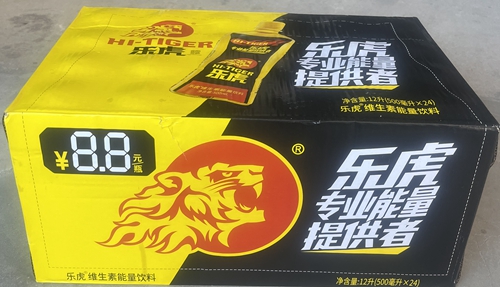 HI-TIGER
乐虎
HI-TIGER
乐虎
乐虎
专业能量
提供者
净含量:12升(500毫升×24)
乐虎®维生素能量饮料
¥8.8元/瓶
®
乐虎
专业能量
提供者
乐虎®维生素能量饮料
净含量:12升(500毫升×24)